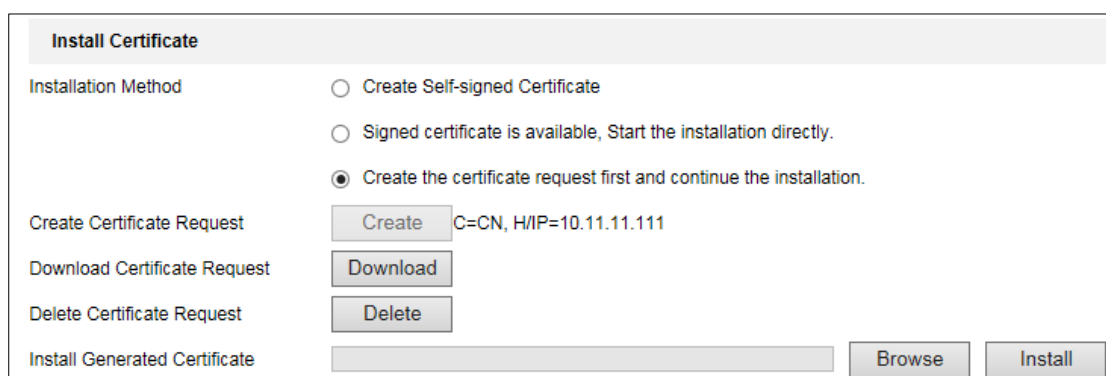 Install Certificate
Installation Method
Create Self-signed Certificate
Signed certificate is available, Start the installation directly.
Create the certificate request first and continue the installation.
Create Certificate Request Create C=CN, H/IP=10.11.11.111
Download Certificate Request Download
Delete Certificate Request Delete
Install Generated Certificate Browse Install